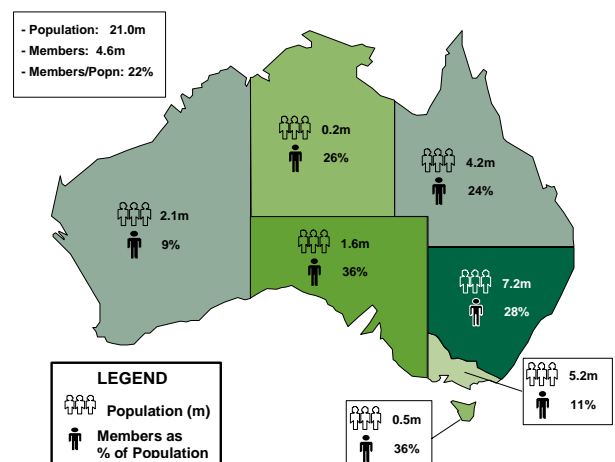 - Population: 21.0m
- Members: 4.6m
- Members/Popn: 22%
0.2m
26%
4.2m
24%
2.1m
9%
1.6m
36%
7.2m
28%
5.2m
11%
0.5m
36%
LEGEND
Population (m)
Members as
% of Population